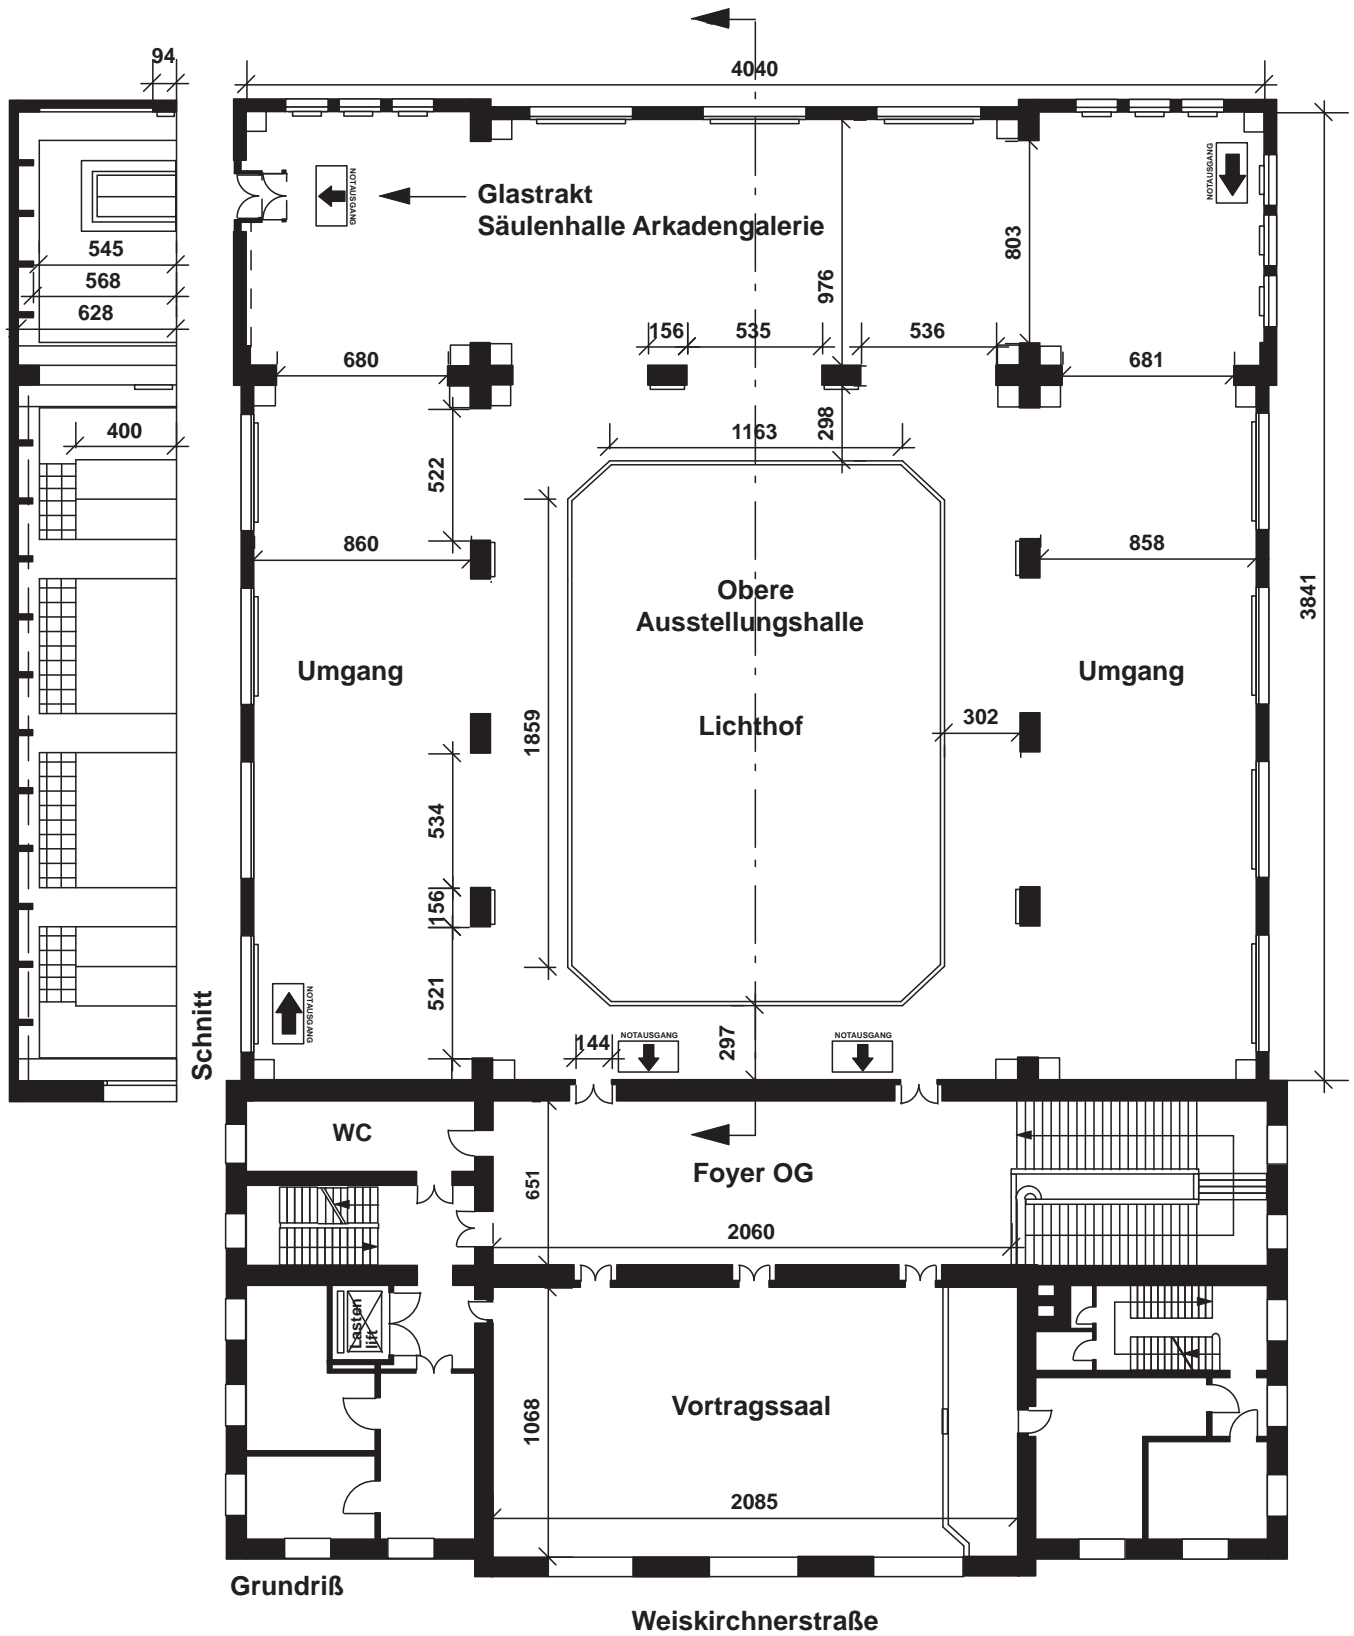 94
4040
NOTAUSGANG
NOTAUSGANG
Glastrakt
Säulenhalle Arkadengalerie
545
568
628
803
976
156
535
536
680
681
400
1163
298
522
860
858
Obere
Ausstellungshalle
3841
Umgang
Umgang
1859
Lichthof
302
534
156
521
Schnitt
NOTAUSGANG
144
NOTAUSGANG
297
NOTAUSGANG
WC
Foyer OG
651
2060
Lasten
lift
Vortragssaal
1068
2085
Grundriß
Weiskirchnerstraße